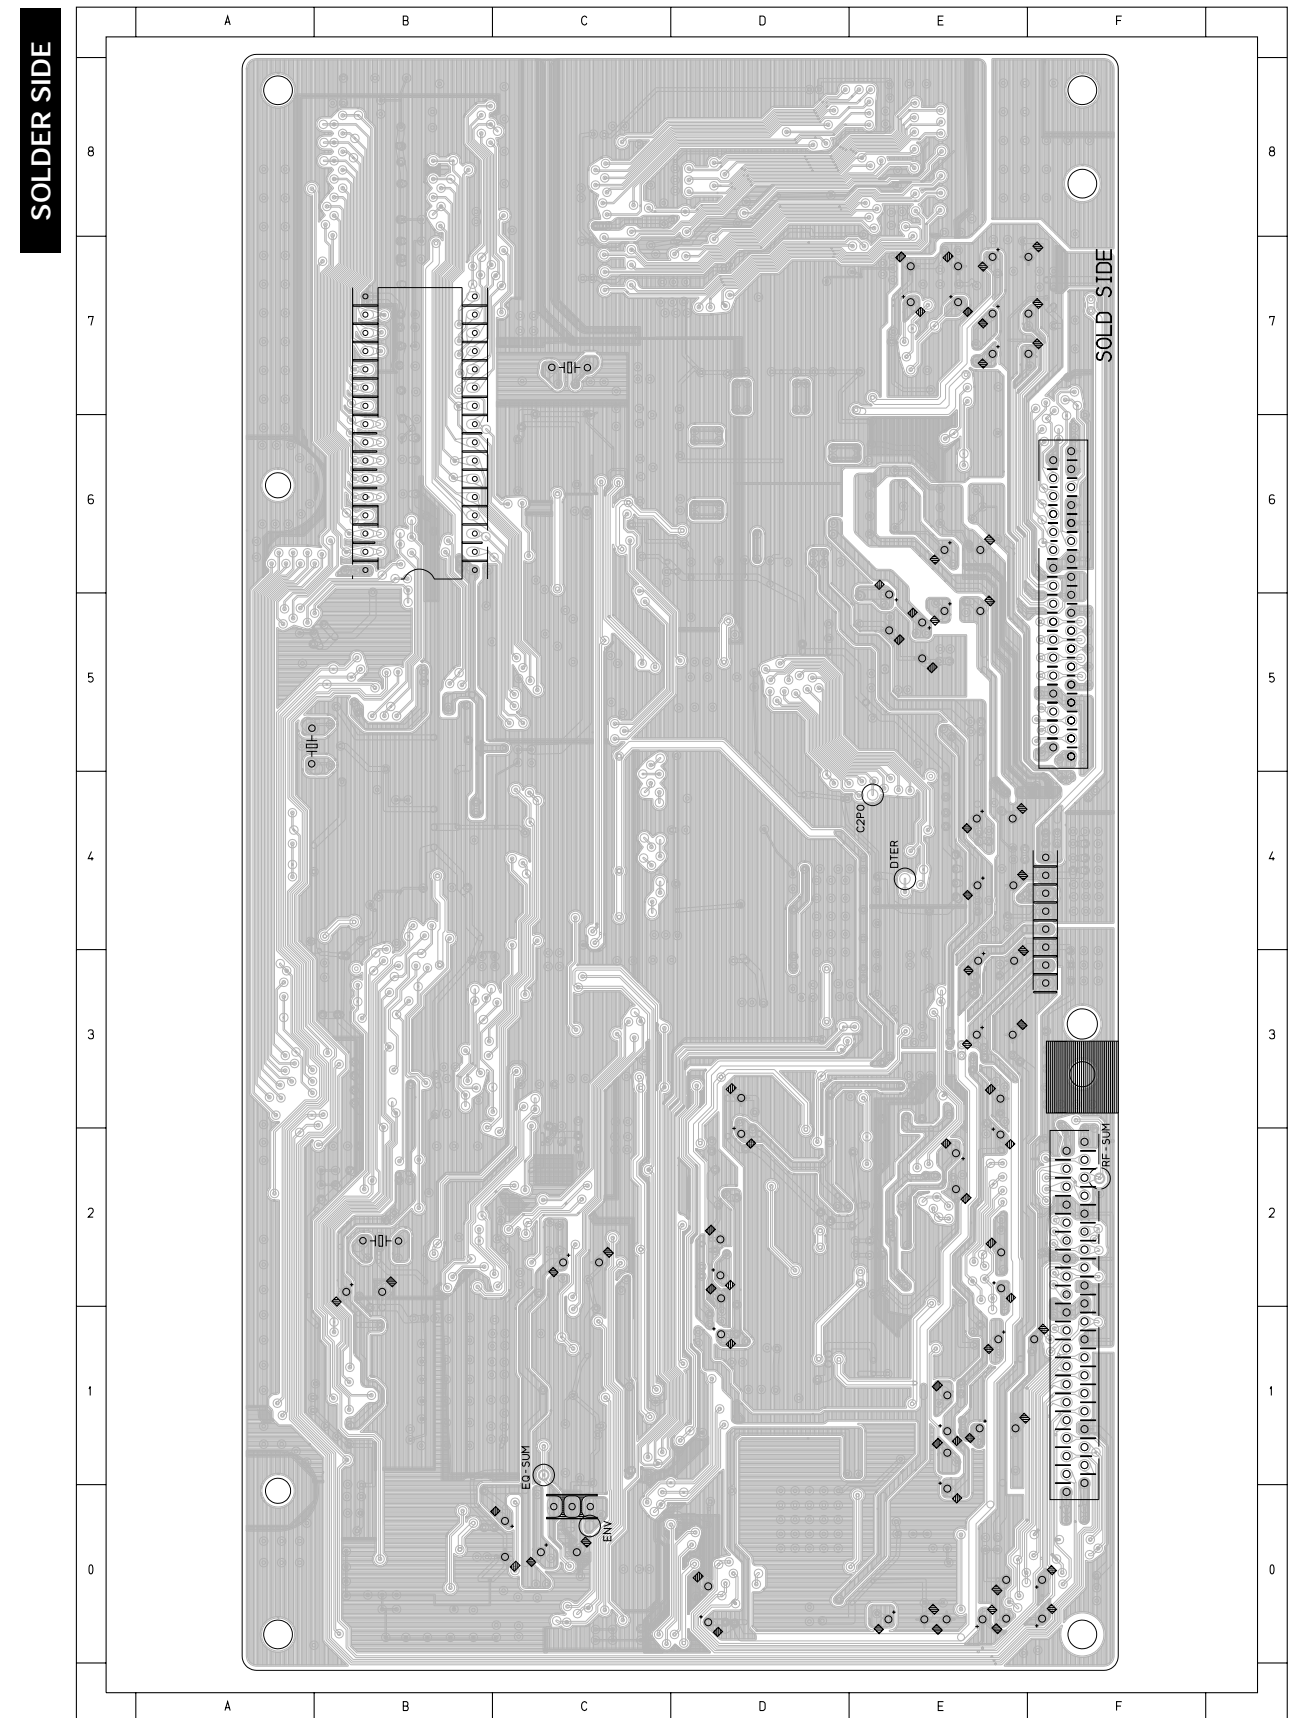 SOLDER SIDE
A B C D E F
8 8
SOLD SIDE
7 7
6 6
5 5
C2PO
DTER
4 4
3 3
RF-SUM
2 2
1 1
EQ-SUM
ENV
0 0
A B C D E F